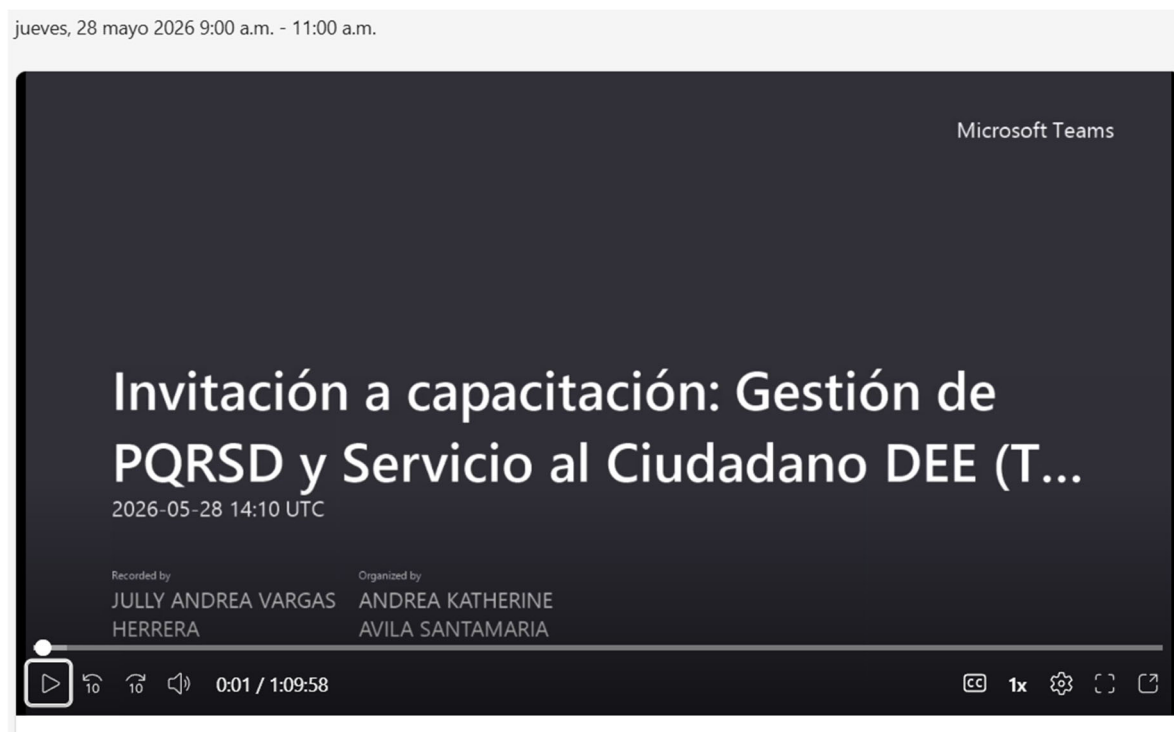 jueves, 28 mayo 2026 9:00 a.m. - 11:00 a.m.
Microsoft Teams
Invitación a capacitación: Gestión de
PQRSD y Servicio al Ciudadano DEE (T...
2026-05-28 14:10 UTC
Recorded by
JULLY ANDREA VARGAS
HERRERA
Organized by
ANDREA KATHERINE
AVILA SANTAMARIA
10
10
0:01 / 1:09:58
CC
1x